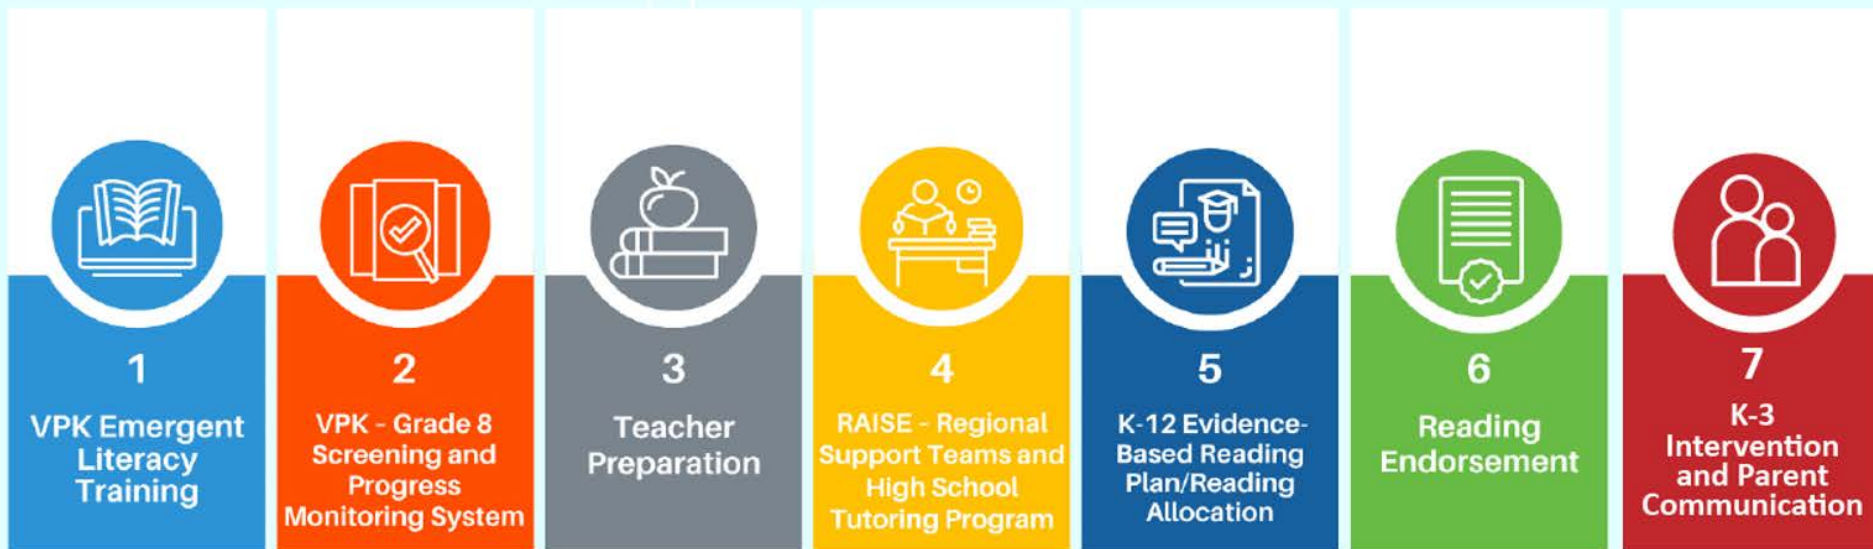 1
VPK Emergent
Literacy
Training
2
VPK – Grade 8
Screening and
Progress
Monitoring System
3
Teacher
Preparation
4
RAISE – Regional
Support Teams and
High School
Tutoring Program
5
K-12 Evidence-
Based Reading
Plan/Reading
Allocation
6
Reading
Endorsement
7
K-3
Intervention
and Parent
Communication